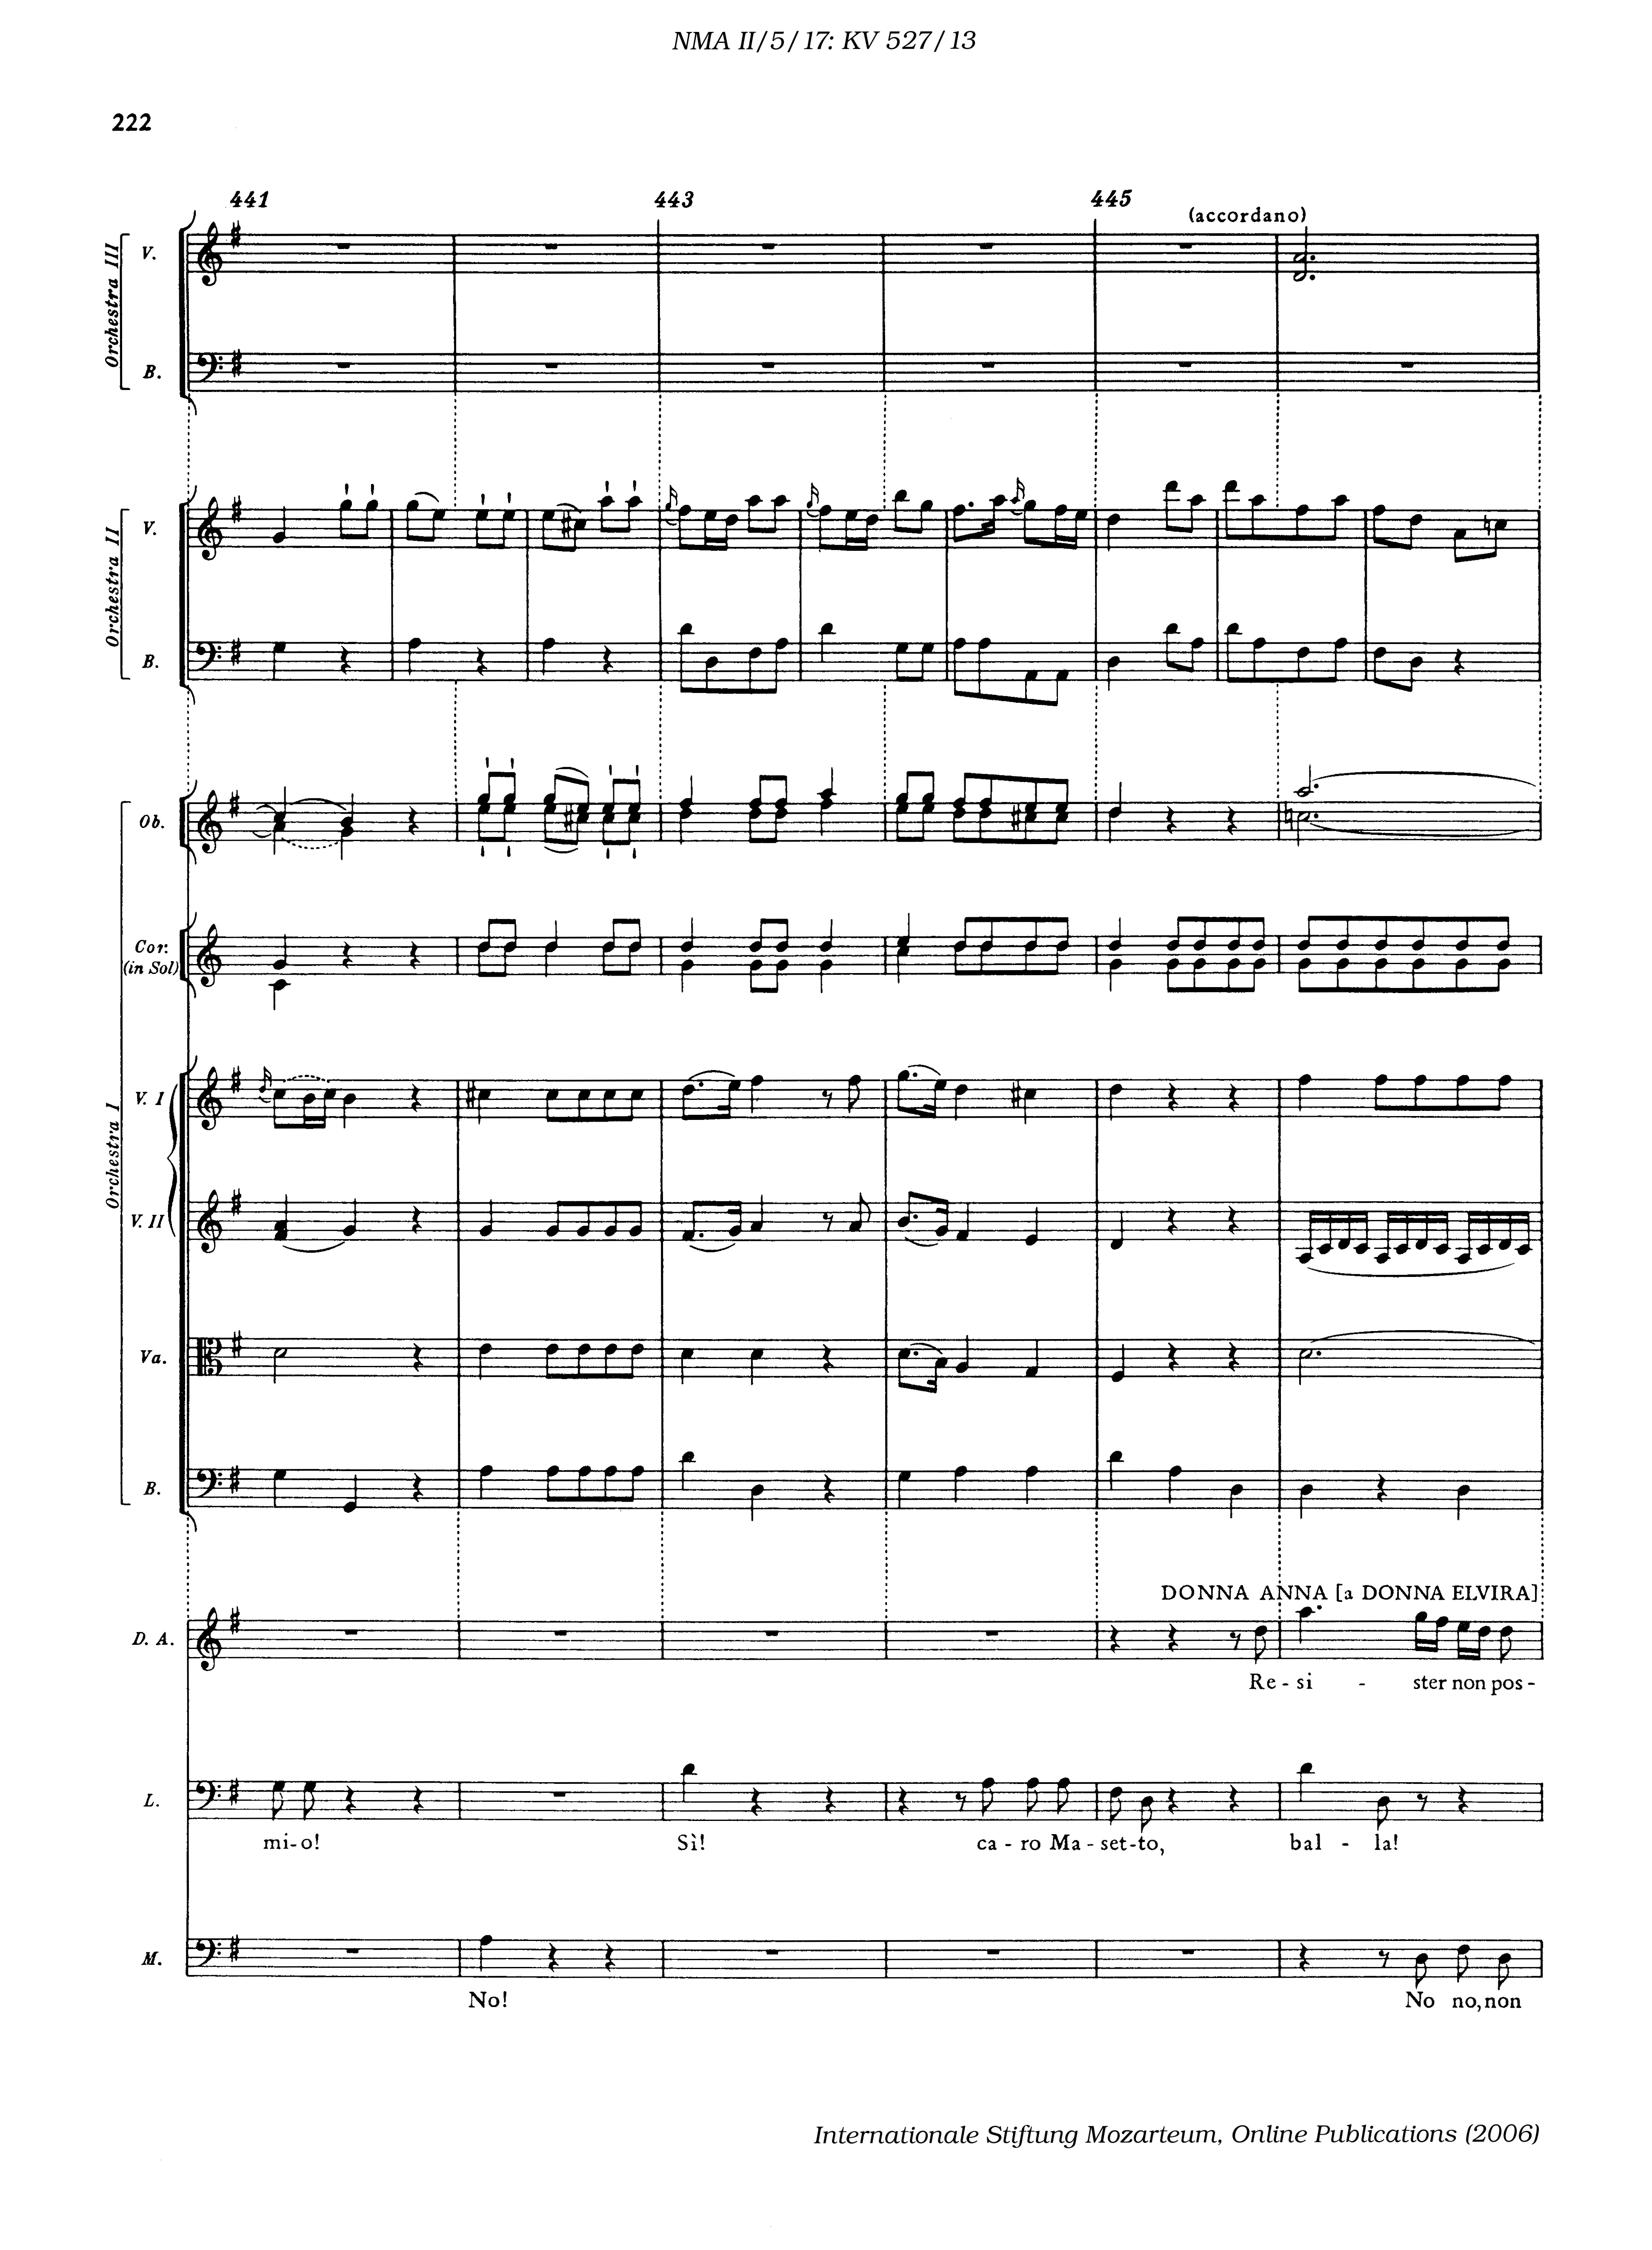 NMA II/5/17: KV 527/13
222
441 443 445
(accordano)
Orchestra III
V.
B.
Orchestra II
V.
B.
Orchestra I
Ob.
Cor.
(in Sol)
V. I
V. II
Va.
B.
DONNA ANNA [a DONNA ELVIRA]
D. A.
Re - si - ster non pos -
L.
mi - o! Sì! ca - ro Ma - set - to, bal - la!
M.
No! No no, non
Internationale Stiftung Mozarteum, Online Publications (2006)